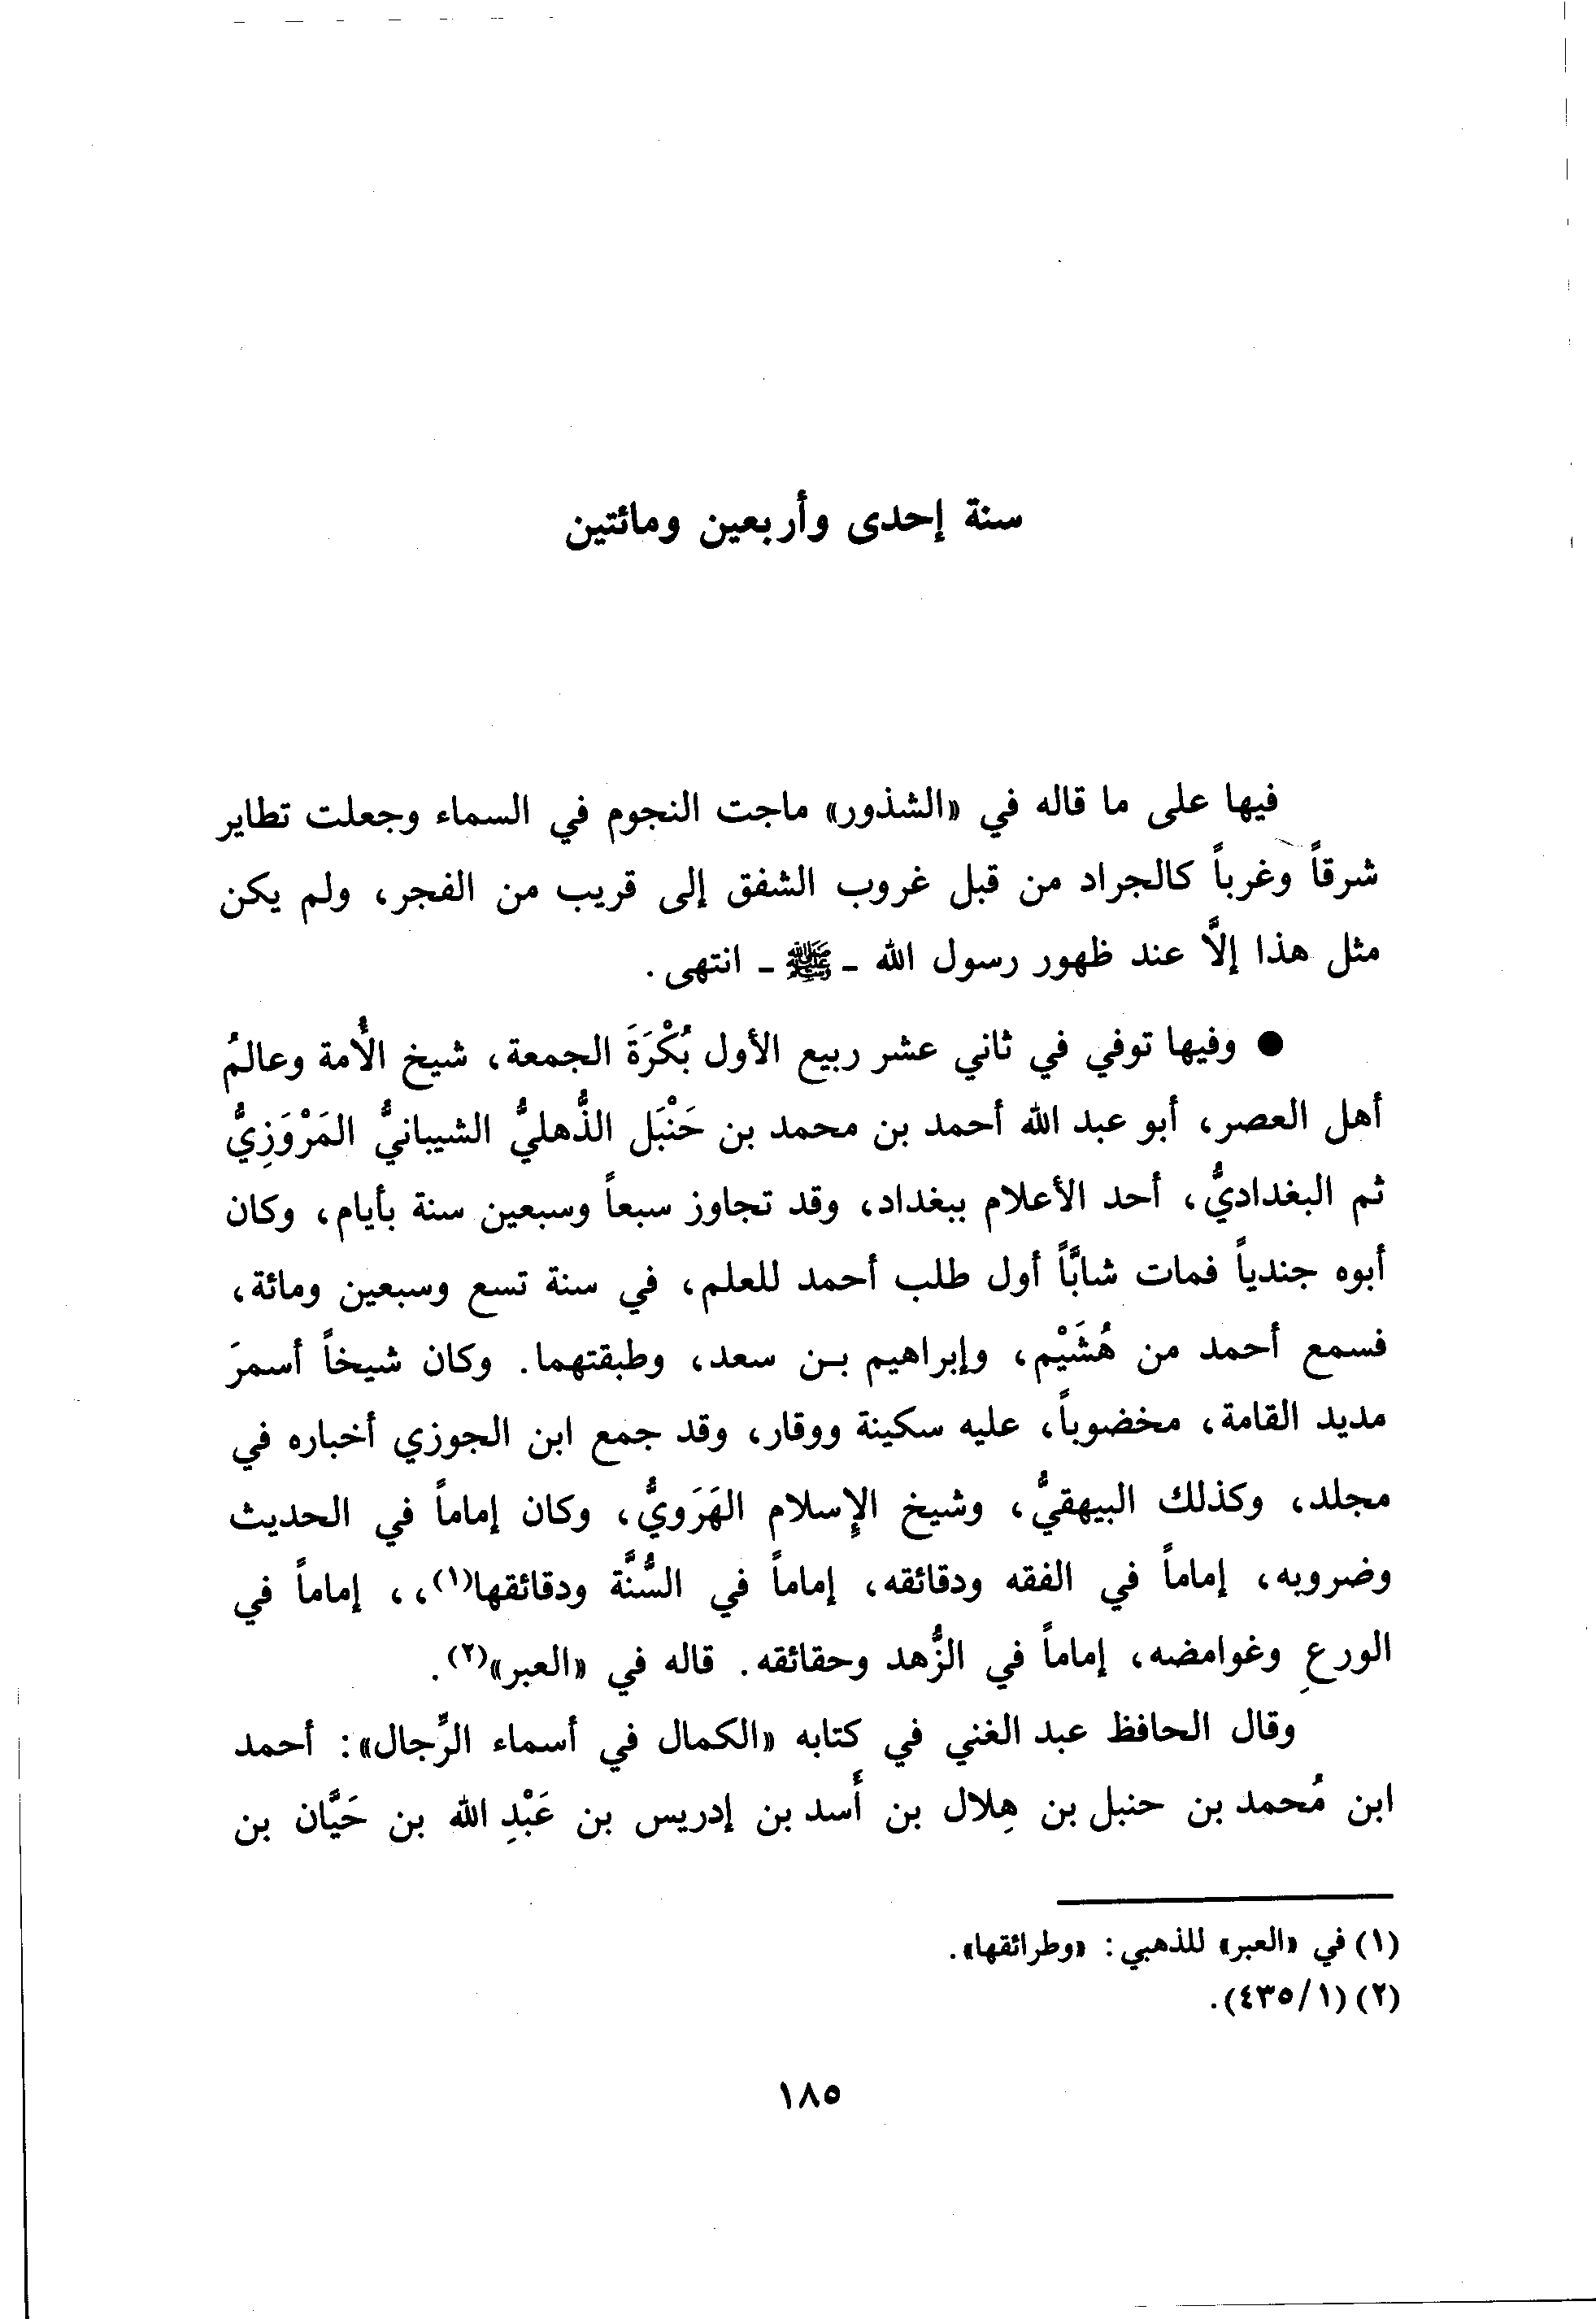 سنة إحدى وأربعين ومائتين
فيها على ما قاله في «الشذور» ماجت النجوم في السماء وجعلت تطاير
شرقاً وغرباً كالجراد من قبل غروب الشفق إلى قريب من الفجر، ولم يكن
مثل هذا إلَّا عند ظهور رسول الله ـ ﷺ ـ انتهى.
● وفيها توفي في ثاني عشر ربيع الأول بُكْرَةَ الجمعة، شيخ الأُمة وعالمُ
أهل العصر، أبو عبد الله أحمد بن محمد بن حَنْبَل الذُّهليُّ الشيبانيُّ المَرْوَزِيُّ
ثم البغداديُّ، أحد الأعلام ببغداد، وقد تجاوز سبعاً وسبعين سنة بأيام، وكان
أبوه جندياً فمات شابَّاً أول طلب أحمد للعلم، في سنة تسع وسبعين ومائة،
فسمع أحمد من هُشَيْم، وإبراهيم بـن سعد، وطبقتهما. وكان شيخاً أسمرَ
مديد القامة، مخضوباً، عليه سكينة ووقار، وقد جمع ابن الجوزي أخباره في
مجلد، وكذلك البيهقيُّ، وشيخ الإِسلام الهَرَويُّ، وكان إماماً في الحديث
وضروبه، إماماً في الفقه ودقائقه، إماماً في السُّنَّة ودقائقها(١)،، إماماً في
الورعِ وغوامضه، إماماً في الزُّهد وحقائقه. قاله في «العبر»(٢).
وقال الحافظ عبد الغني في كتابه «الكمال في أسماء الرِّجال»: أحمد
ابن مُحمد بن حنبل بن هِلال بن أَسد بن إدريس بن عَبْدِ الله بن حَيَّان بن
(١) في «العبر» للذهبي: «وطرائقها».
(٢) (٤٣٥/١).
١٨٥